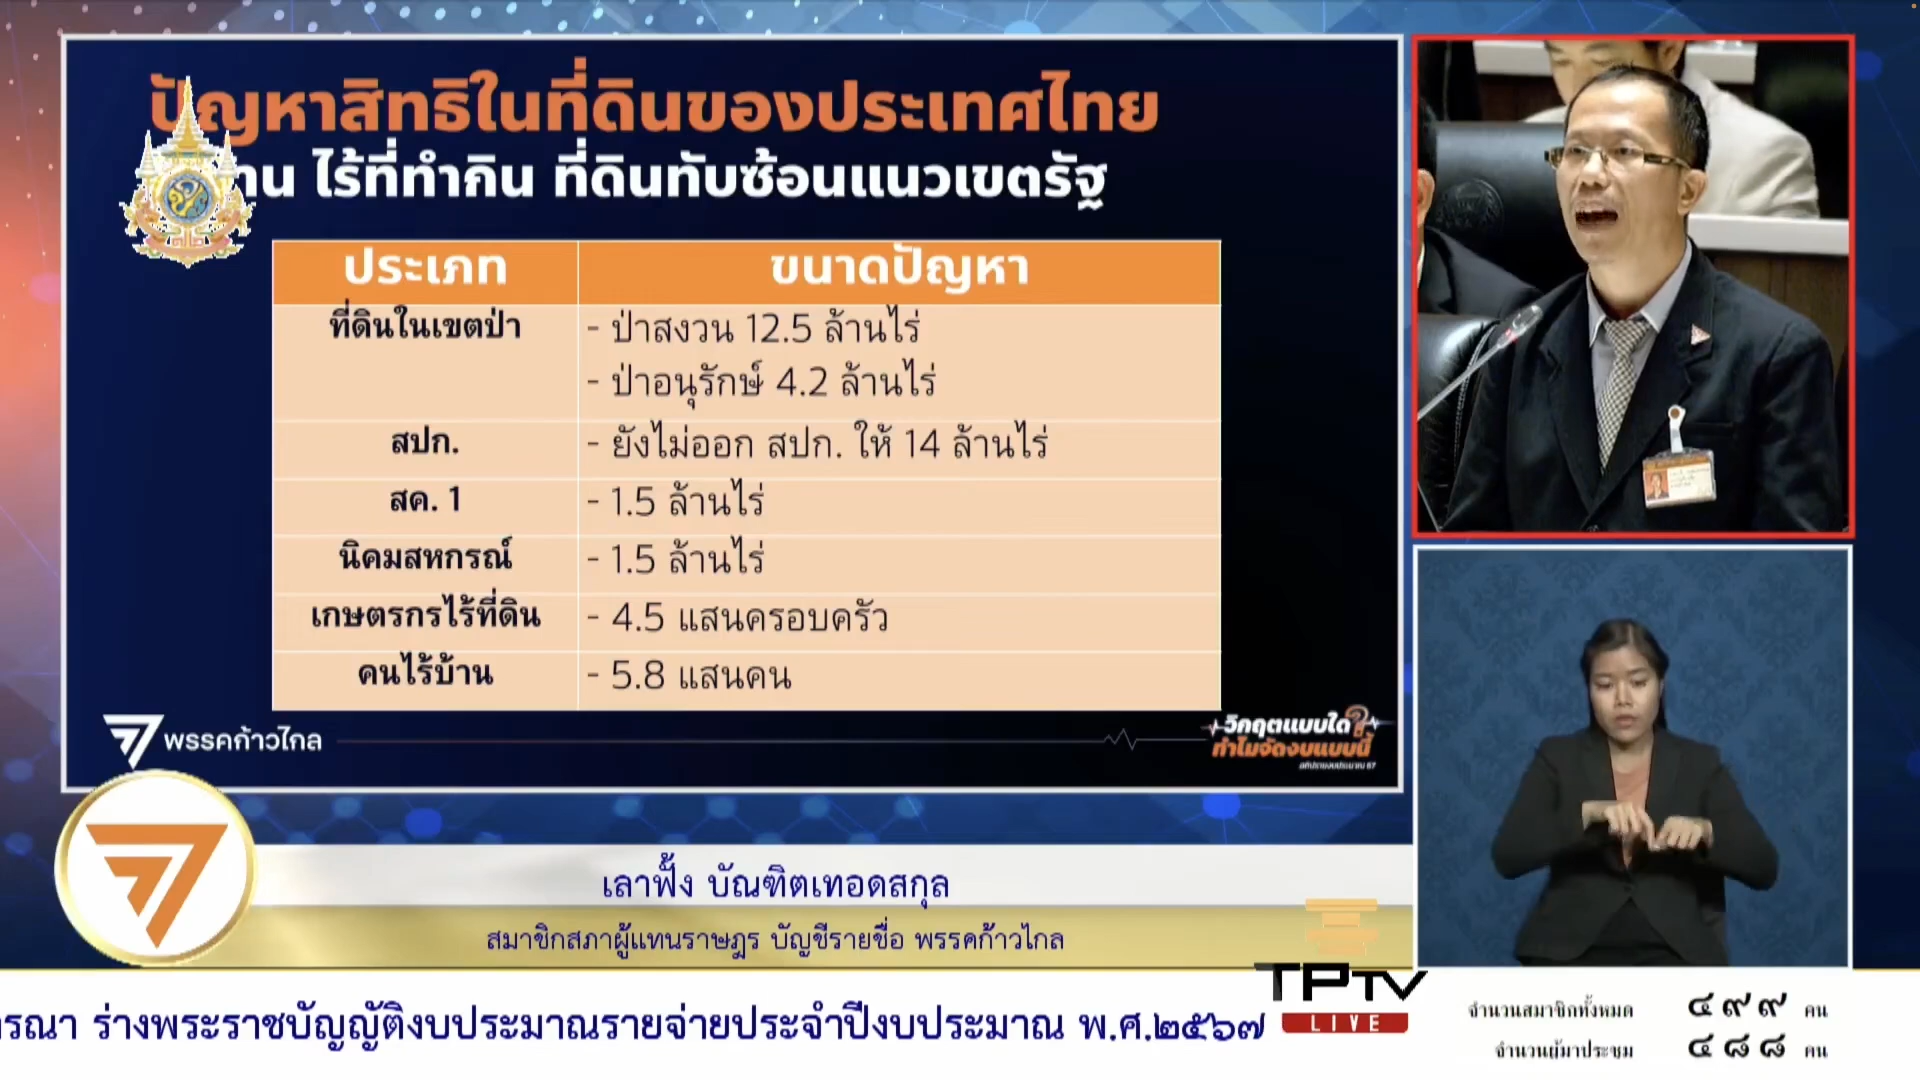 ปัญหาสิทธิในที่ดินของประเทศไทย
ไร้ที่ทำกิน ที่ดินทับซ้อนแนวเขตรัฐ
ประเภท ขนาดปัญหา
ที่ดินในเขตป่า - ป่าสงวน 12.5 ล้านไร่
- ป่าอนุรักษ์ 4.2 ล้านไร่
สปก. - ยังไม่ออก สปก. ให้ 14 ล้านไร่
สค. 1 - 1.5 ล้านไร่
นิคมสหกรณ์ - 1.5 ล้านไร่
เกษตรกรไร้ที่ดิน - 4.5 แสนครอบครัว
คนไร้บ้าน - 5.8 แสนคน
พรรคก้าวไกล
วิกฤตแบบใด?
ทำไมจัดงบแบบนี้
อภิปรายงบประมาณ 67
เลาฟั้ง บัณฑิตเทอดสกุล
สมาชิกสภาผู้แทนราษฎร บัญชีรายชื่อ พรรคก้าวไกล
TPTV
LIVE
รณา ร่างพระราชบัญญัติงบประมาณรายจ่ายประจำปีงบประมาณ พ.ศ.๒๕๖๗
จำนวนสมาชิกทั้งหมด ๔๙๙ คน
จำนวนผู้มาประชุม ๔๘๘ คน